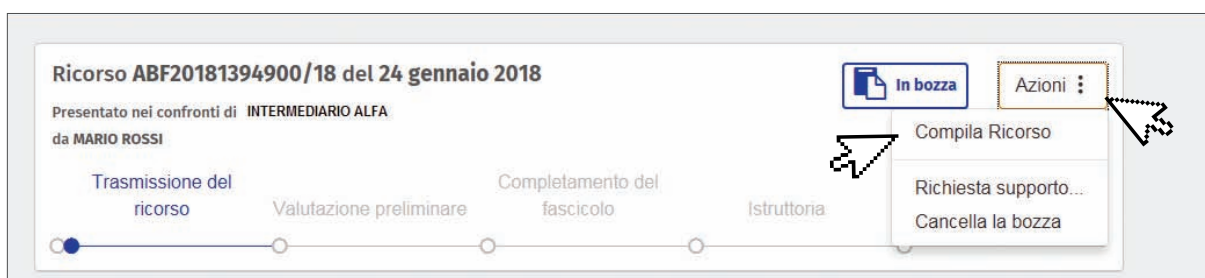 Ricorso ABF20181394900/18 del 24 gennaio 2018
In bozza
Azioni
Presentato nei confronti di INTERMEDIARIO ALFA
da MARIO ROSSI
Compila Ricorso
Richiesta supporto...
Cancella la bozza
Trasmissione del
ricorso
Valutazione preliminare
Completamento del
fascicolo
Istruttoria